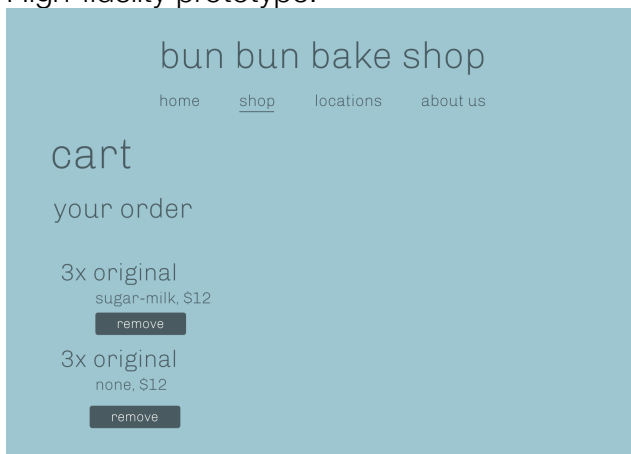 High-fidelity prototype:
bun bun bake shop
home shop locations about us
cart
your order
3x original
sugar-milk, $12
remove
3x original
none, $12
remove